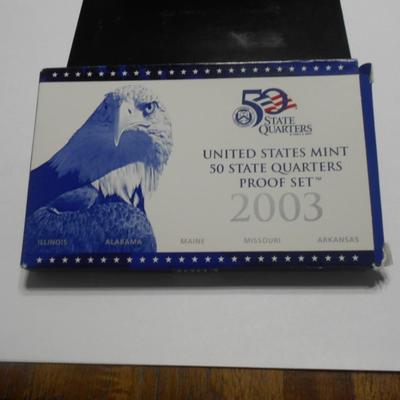 50
STATE
QUARTERS
UNITED STATES MINT
50 STATE QUARTERS
PROOF SET™
2003
ILLINOIS ALABAMA MAINE MISSOURI ARKANSAS